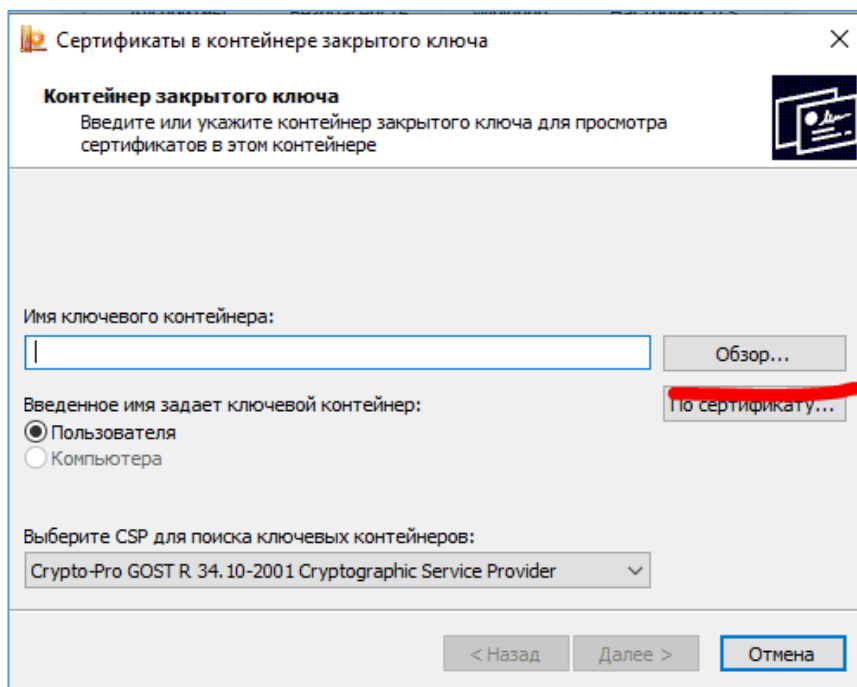 Сертификаты в контейнере закрытого ключа
Контейнер закрытого ключа
Введите или укажите контейнер закрытого ключа для просмотра
сертификатов в этом контейнере
Имя ключевого контейнера:
Обзор...
Введенное имя задает ключевой контейнер:
По сертификату...
Пользователя
Компьютера
Выберите CSP для поиска ключевых контейнеров:
Crypto-Pro GOST R 34.10-2001 Cryptographic Service Provider
< Назад
Далее >
Отмена